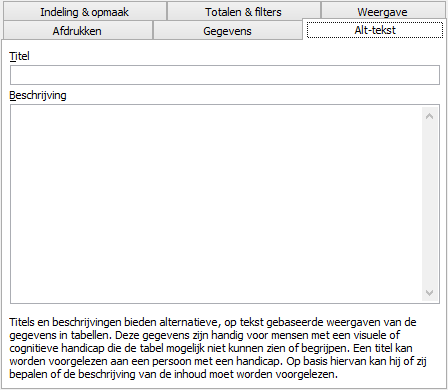 Indeling & opmaak Totalen & filters Weergave
Afdrukken Gegevens Alt-tekst
Titel
Beschrijving
Titels en beschrijvingen bieden alternatieve, op tekst gebaseerde weergaven van de
gegevens in tabellen. Deze gegevens zijn handig voor mensen met een visuele of
cognitieve handicap die de tabel mogelijk niet kunnen zien of begrijpen. Een titel kan
worden voorgelezen aan een persoon met een handicap. Op basis hiervan kan hij of zij
bepalen of de beschrijving van de inhoud moet worden voorgelezen.